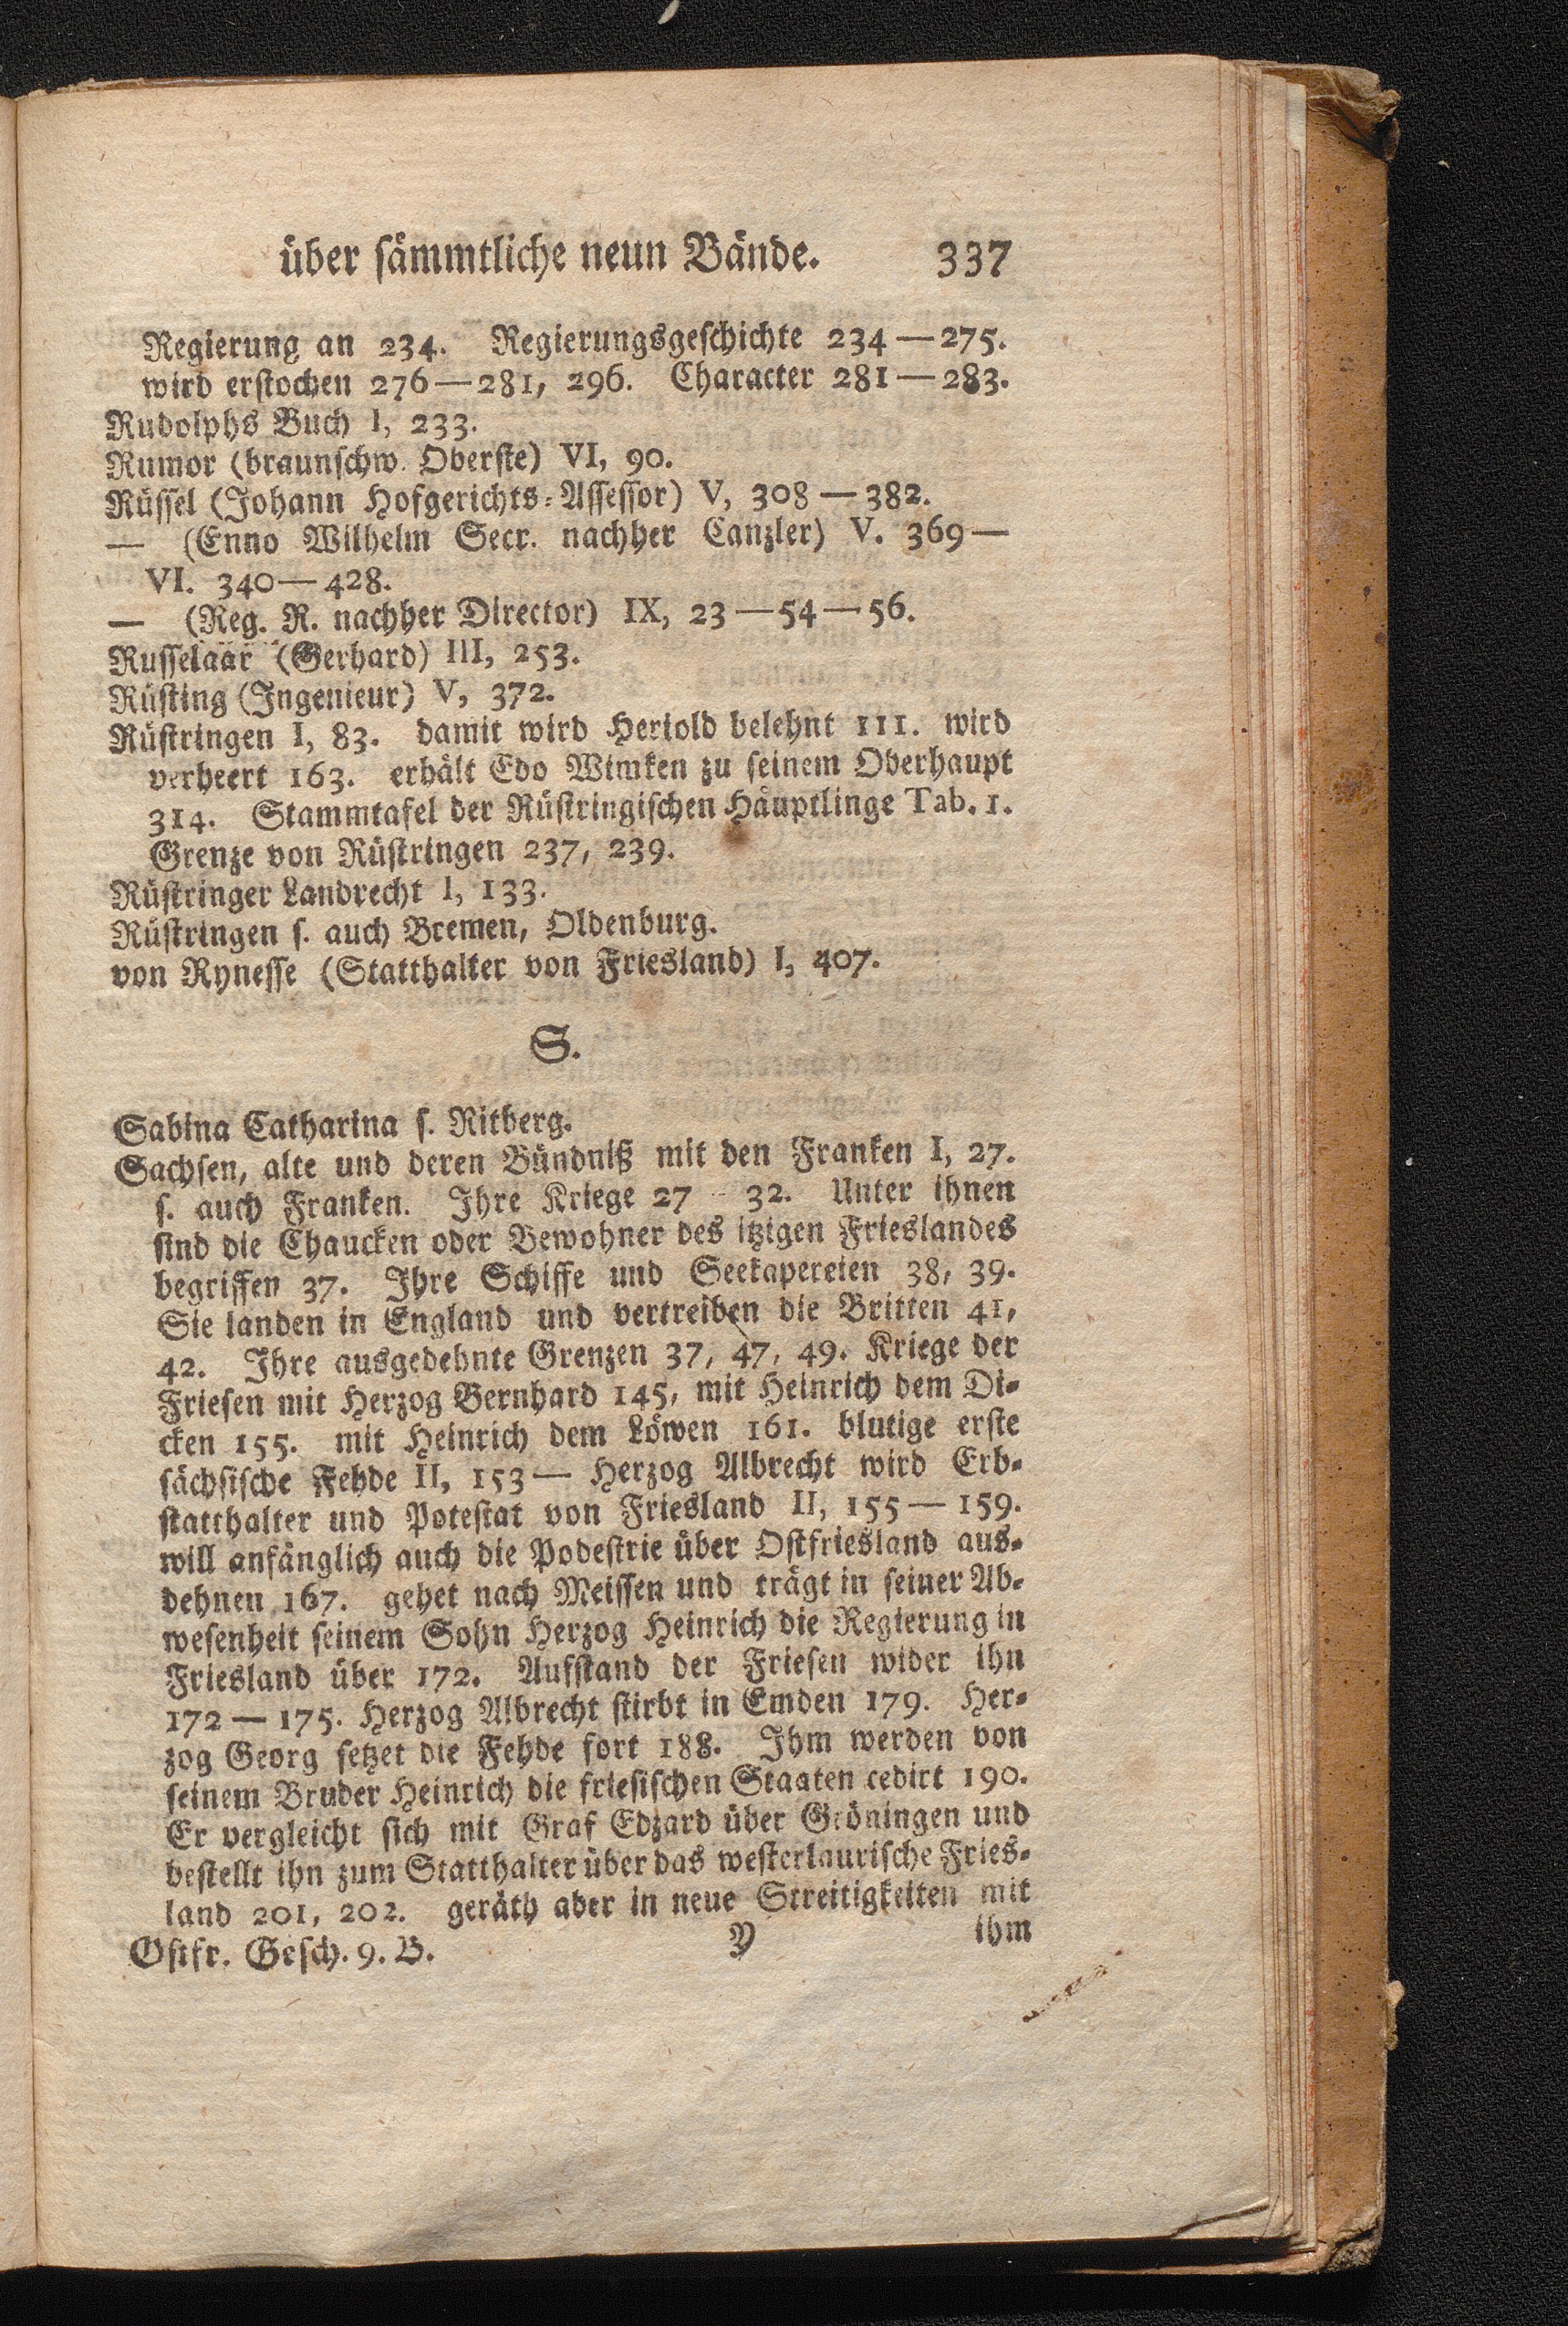 über sämmtliche neun Bände. 337
Regierung an 234. Regierungsgeschichte 234—275.
wird erstochen 276—281, 296. Character 281—283.
Rudolphs Buch I, 233.
Rumor (braunschw. Oberste) VI, 90.
Rüssel (Johann Hofgerichts-Assessor) V, 308—382.
— (Enno Wilhelm Secr. nachher Canzler) V. 369—
VI. 340—428.
— (Reg. R. nachher Director) IX, 23—54—56.
Russelaar (Gerhard) III, 253.
Rüsting (Ingenieur) V, 372.
Rüstringen I, 83. damit wird Heriold belehnt 111. wird
verheert 163. erhält Edo Wimken zu seinem Oberhaupt
314. Stammtafel der Rüstringischen Häuptlinge Tab. 1.
Grenze von Rüstringen 237, 239.
Rüstringer Landrecht I, 133.
Rüstringen s. auch Bremen, Oldenburg.
von Rynesse (Statthalter von Friesland) I, 407.
S.
Sabina Catharina s. Ritberg.
Sachsen, alte und deren Bündniß mit den Franken I, 27.
s. auch Franken. Ihre Kriege 27 - 32. Unter ihnen
sind die Chaucken oder Bewohner des itzigen Frieslandes
begriffen 37. Ihre Schiffe und Seekapereien 38, 39.
Sie landen in England und vertreiben die Britten 41,
42. Ihre ausgedehnte Grenzen 37, 47, 49. Kriege der
Friesen mit Herzog Bernhard 145, mit Heinrich dem Di-
cken 155. mit Heinrich dem Löwen 161. blutige erste
sächsische Fehde II, 153— Herzog Albrecht wird Erb-
statthalter und Potestat von Friesland II, 155—159.
will anfänglich auch die Podestrie über Ostfriesland aus-
dehnen 167. gehet nach Meissen und trägt in seiner Ab-
wesenheit seinem Sohn Herzog Heinrich die Regierung in
Friesland über 172. Aufstand der Friesen wider ihn
172—175. Herzog Albrecht stirbt in Emden 179. Her-
zog Georg setzet die Fehde fort 188. Ihm werden von
seinem Bruder Heinrich die friesischen Staaten cedirt 190.
Er vergleicht sich mit Graf Edzard über Gröningen und
bestellt ihn zum Statthalter über das westerlaurische Fries-
land 201, 202. geräth aber in neue Streitigkeiten mit
Ostfr. Gesch. 9. B. Y ihm